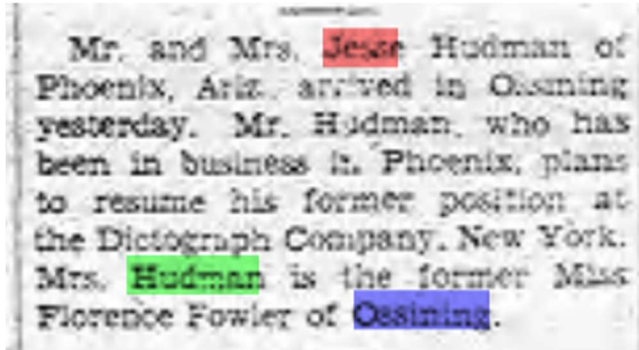 Mr. and Mrs. Jesse Hudman of
Phoenix, Ariz., arrived in Ossining
yesterday. Mr. Hudman, who has
been in business in Phoenix, plans
to resume his former position at
the Dictograph Company, New York.
Mrs. Hudman is the former Miss
Florence Fowler of Ossining.